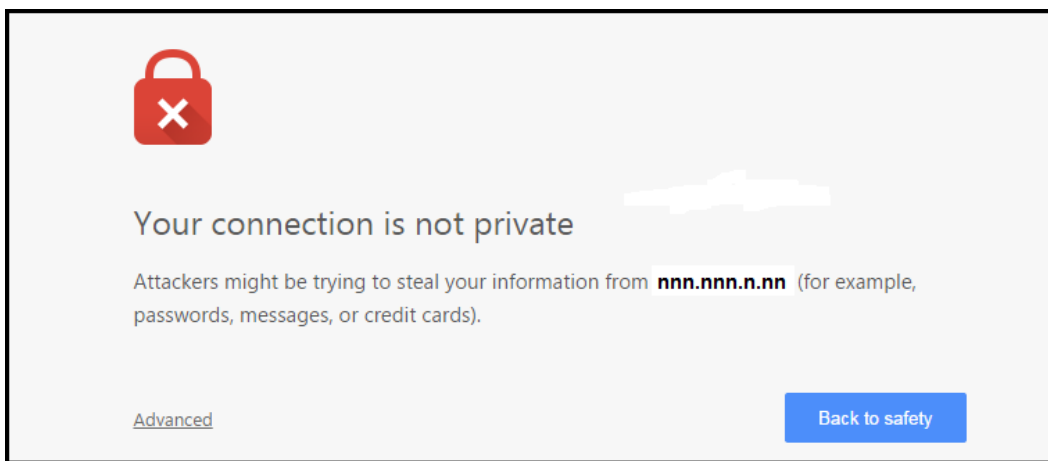 Your connection is not private
Attackers might be trying to steal your information from nnn.nnn.n.nn (for example,
passwords, messages, or credit cards).
Advanced
Back to safety